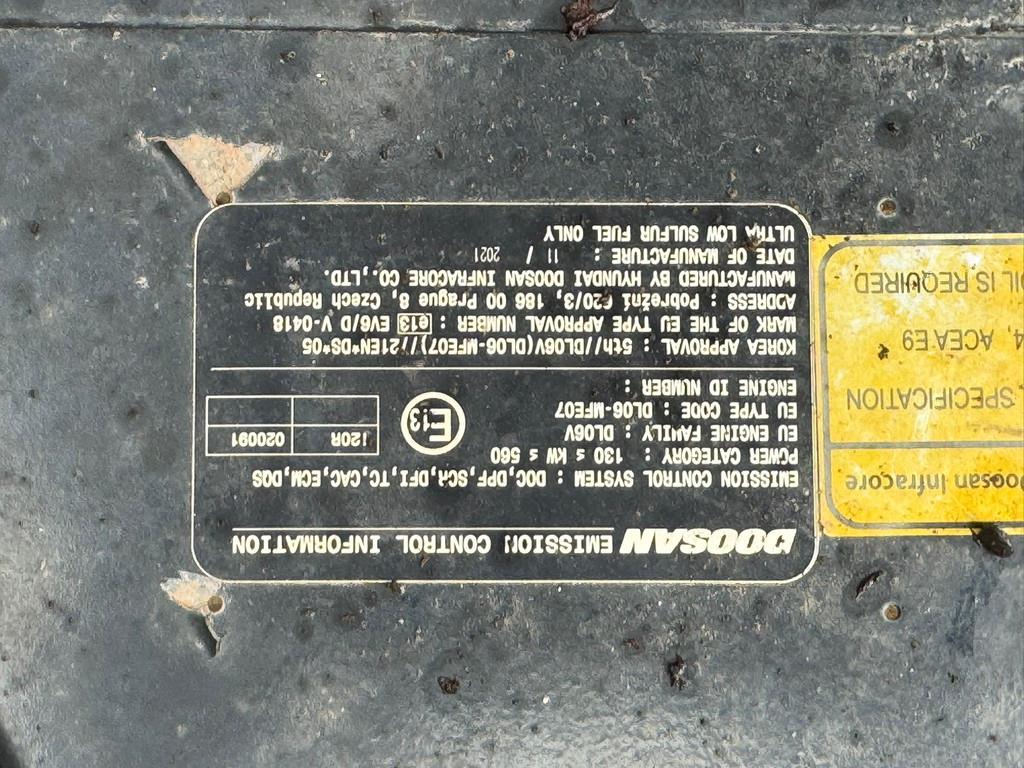 DOOSAN EMISSION CONTROL INFORMATION
EMISSION CONTROL SYSTEM : DOC,DPF,SCR,DFI,TC,CAC,ECM,DQS
POWER CATEGORY : 130 ≤ KW ≤ 560
EU ENGINE FAMILY : DL06V
EU TYPE CODE : DL06-MFE07
ENGINE ID NUMBER :
E13
120R 020091
KOREA APPROVAL : 5th//DL06V(DL06-MFE07)//21EN*DS*05
MARK OF THE EU TYPE APPROVAL NUMBER : e13 EV6/D V-0418
ADDRESS : Pobřežní 620/3, 186 00 Prague 8, Czech Republic
MANUFACTURED BY HYUNDAI DOOSAN INFRACORE CO.,LTD.
DATE OF MANUFACTURE : 11 / 2021
ULTRA LOW SULFUR FUEL ONLY
Doosan Infracore
SPECIFICATION
4, ACEA E9
OIL IS REQUIRED